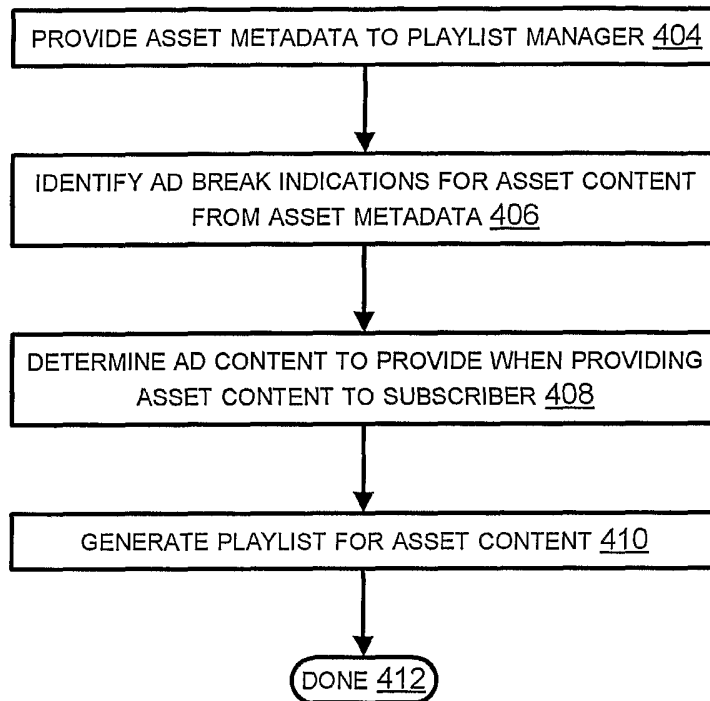 PROVIDE ASSET METADATA TO PLAYLIST MANAGER 404
IDENTIFY AD BREAK INDICATIONS FOR ASSET CONTENT
FROM ASSET METADATA 406
DETERMINE AD CONTENT TO PROVIDE WHEN PROVIDING
ASSET CONTENT TO SUBSCRIBER 408
GENERATE PLAYLIST FOR ASSET CONTENT 410
DONE 412